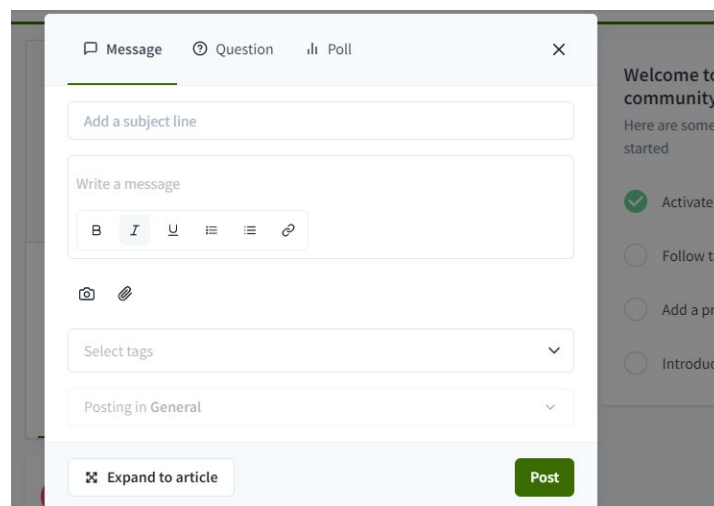 Message Question Poll
Welcome to
community
Add a subject line
Here are some
started
Write a message
Activate
B I U
Follow t
Add a pr
Select tags
Introduc
Posting in General
Expand to article
Post